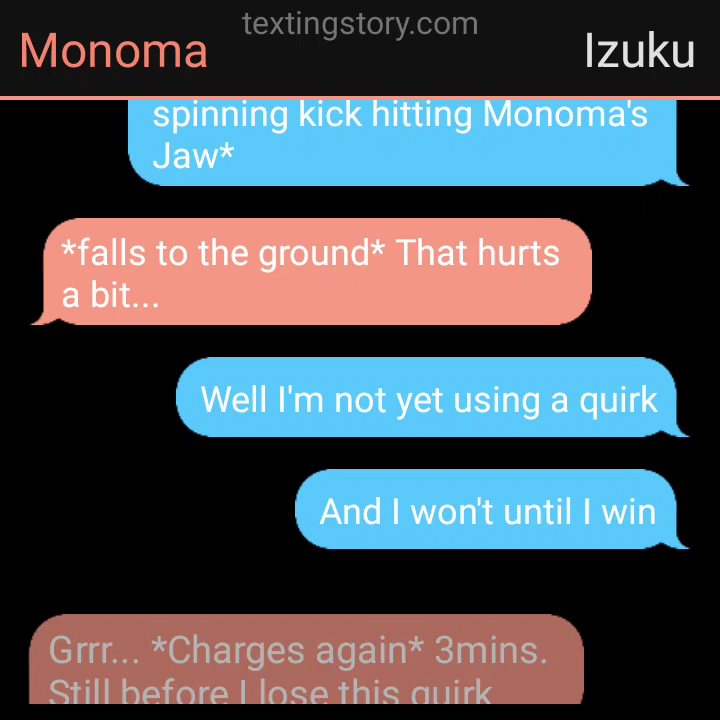 textingstory.com
Monoma
Izuku
spinning kick hitting Monoma's
Jaw*
*falls to the ground* That hurts
a bit...
Well I'm not yet using a quirk
And I won't until I win
Grrr... *Charges again* 3mins.
Still before I lose this quirk